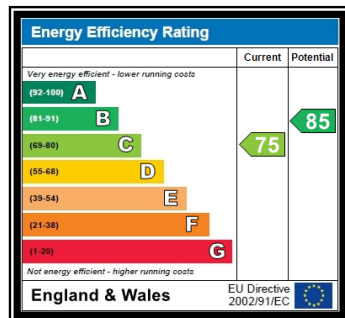 Energy Efficiency Rating
Current Potential
Very energy efficient - lower running costs
(92-100) A
(81-91) B
85
(69-80) C
75
(55-68) D
(39-54) E
(21-38) F
(1-20) G
Not energy efficient - higher running costs
England & Wales
EU Directive
2002/91/EC